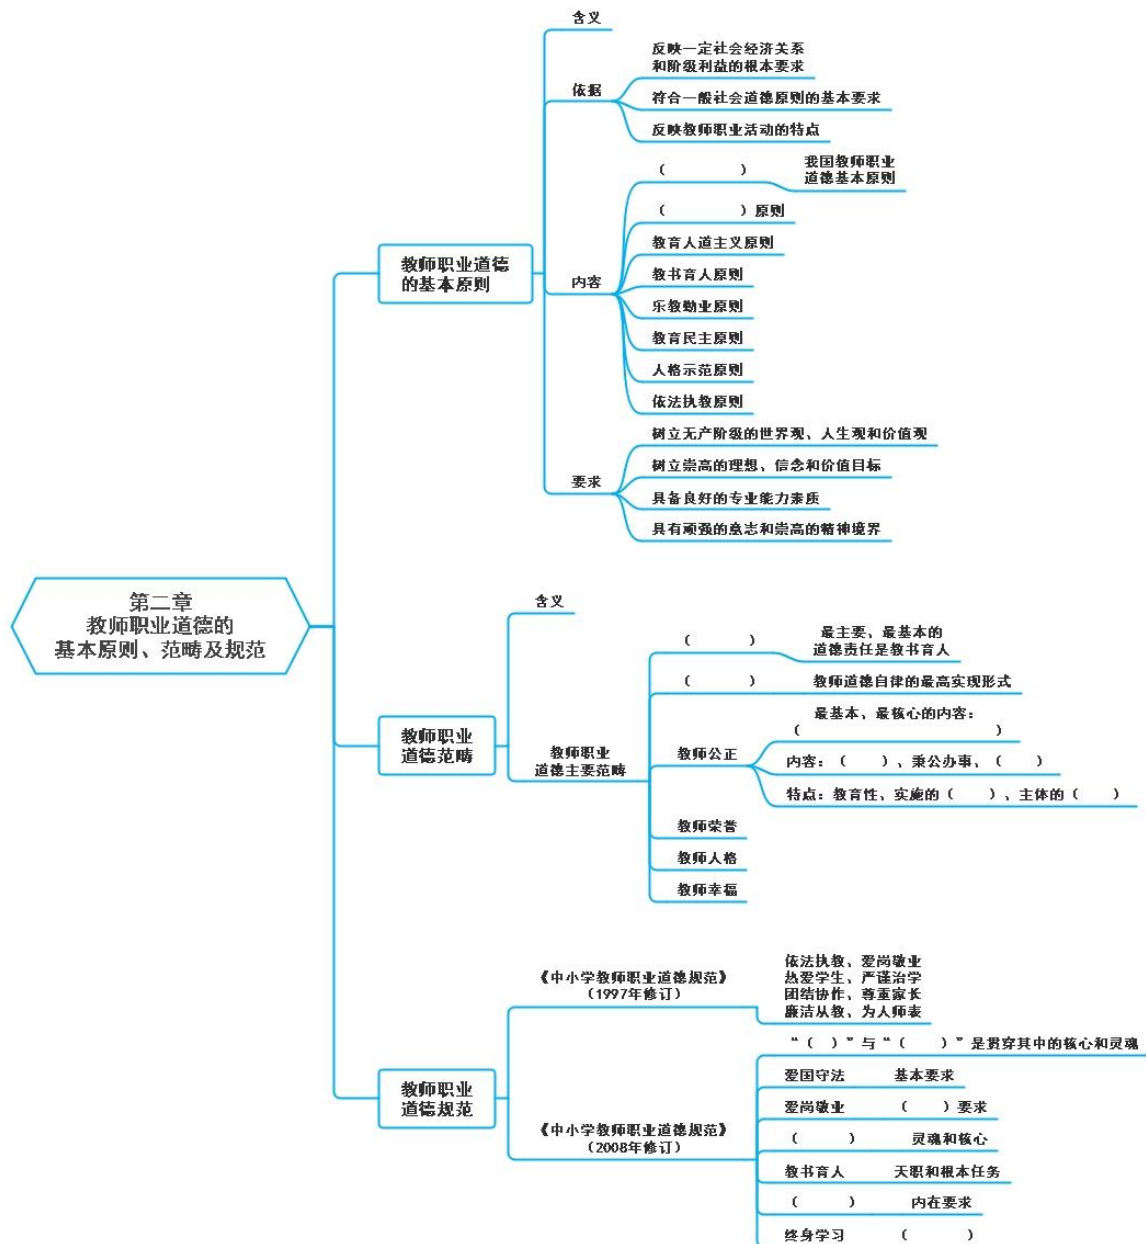 含义
反映一定社会经济关系
和阶级利益的根本要求
依据
符合一般社会道德原则的基本要求
反映教师职业活动的特点
（ ）
我国教师职业
道德基本原则
（ ）原则
教育人道主义原则
教师职业道德
的基本原则
内容
教书育人原则
乐教勤业原则
教育民主原则
人格示范原则
依法执教原则
树立无产阶级的世界观、人生观和价值观
树立崇高的理想、信念和价值目标
要求
具备良好的专业能力素质
具有顽强的意志和崇高的精神境界
第二章
教师职业道德的
基本原则、范畴及规范
含义
（ ）
最主要、最基本的
道德责任是教书育人
（ ）
教师道德自律的最高实现形式
教师职业
道德范畴
教师职业
道德主要范畴
最基本、最核心的内容：
（ ）
教师公正
内容：（ ）、秉公办事、（ ）
特点：教育性、实施的（ ）、主体的（ ）
教师荣誉
教师人格
教师幸福
《中小学教师职业道德规范》
（1997年修订）
依法执教、爱岗敬业
热爱学生、严谨治学
团结协作、尊重家长
廉洁从教、为人师表
教师职业
道德规范
“（ ）”与“（ ）”是贯穿其中的核心和灵魂
爱国守法 基本要求
爱岗敬业 （ ）要求
《中小学教师职业道德规范》
（2008年修订）
（ ） 灵魂和核心
教书育人 天职和根本任务
（ ） 内在要求
终身学习 （ ）